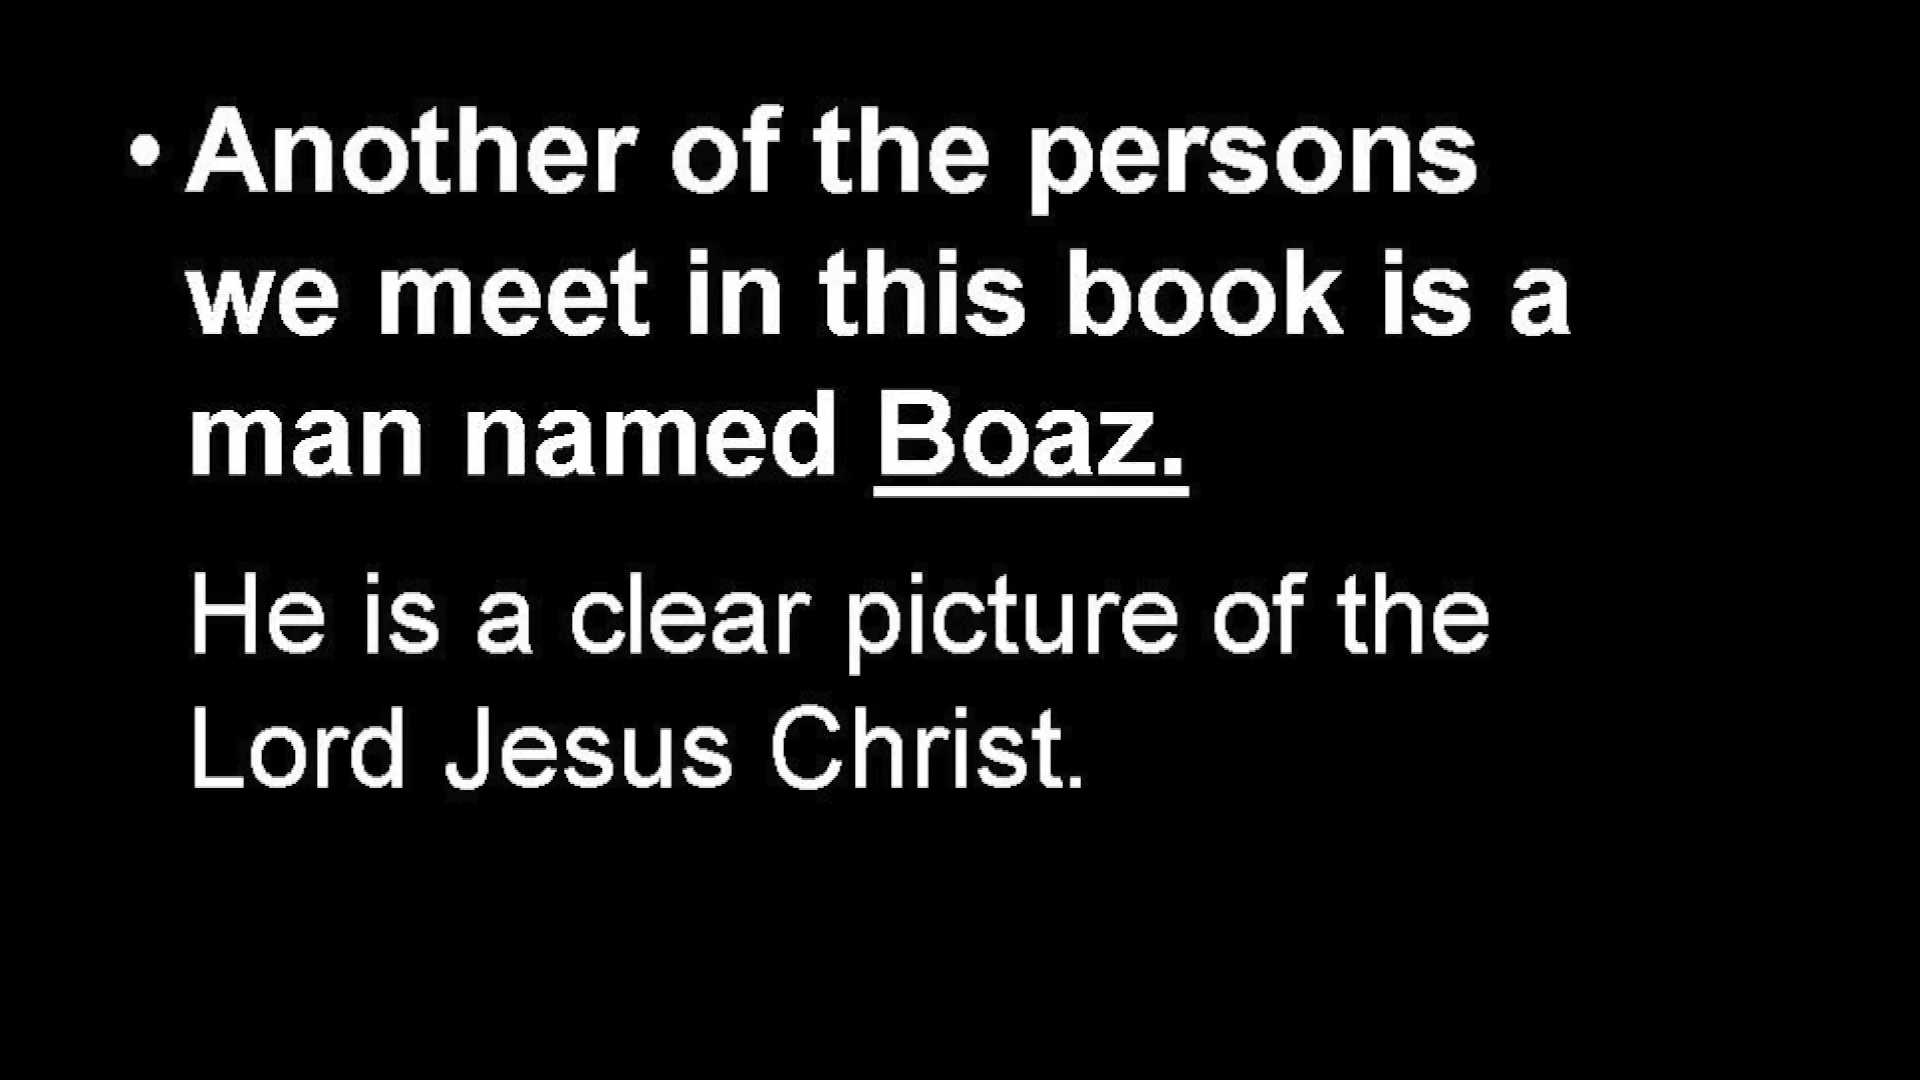 • Another of the persons
we meet in this book is a
man named Boaz.
He is a clear picture of the
Lord Jesus Christ.